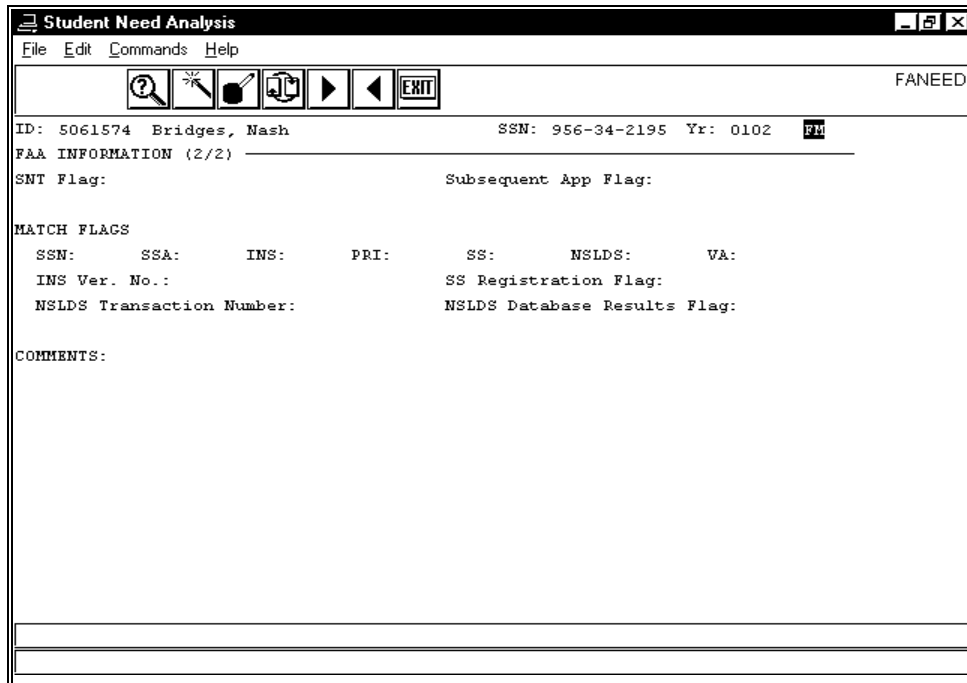 Student Need Analysis
File Edit Commands Help
EXIT
FANEED
ID: 5061574 Bridges, Nash SSN: 956-34-2195 Yr: 0102 FM
FAA INFORMATION (2/2)
SNT Flag: Subsequent App Flag:
MATCH FLAGS
SSN: SSA: INS: PRI: SS: NSLDS: VA:
INS Ver. No.: SS Registration Flag:
NSLDS Transaction Number: NSLDS Database Results Flag:
COMMENTS: